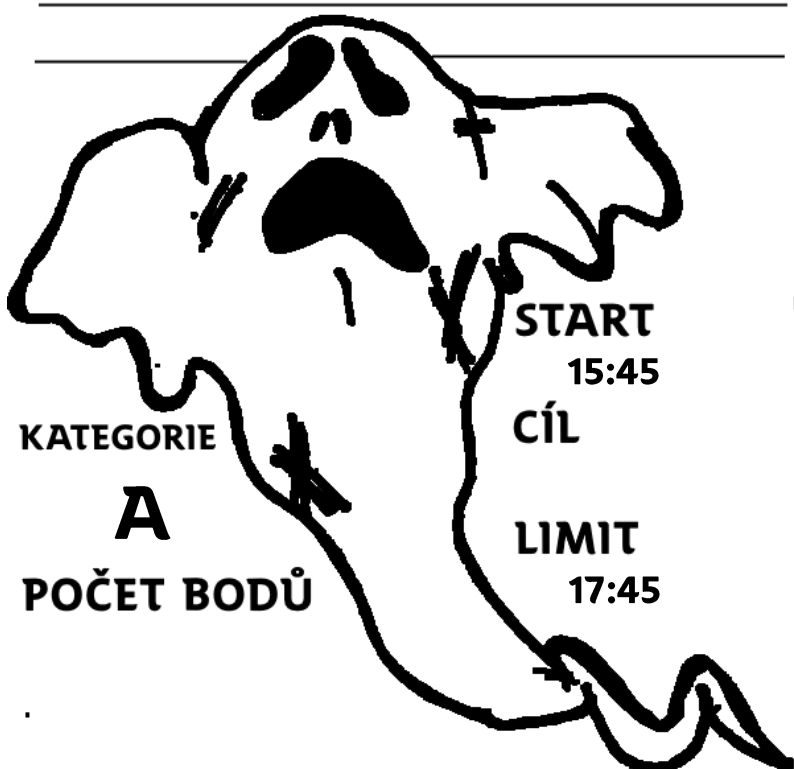 START
15:45
CÍL
KATEGORIE
A
LIMIT
17:45
POČET BODŮ